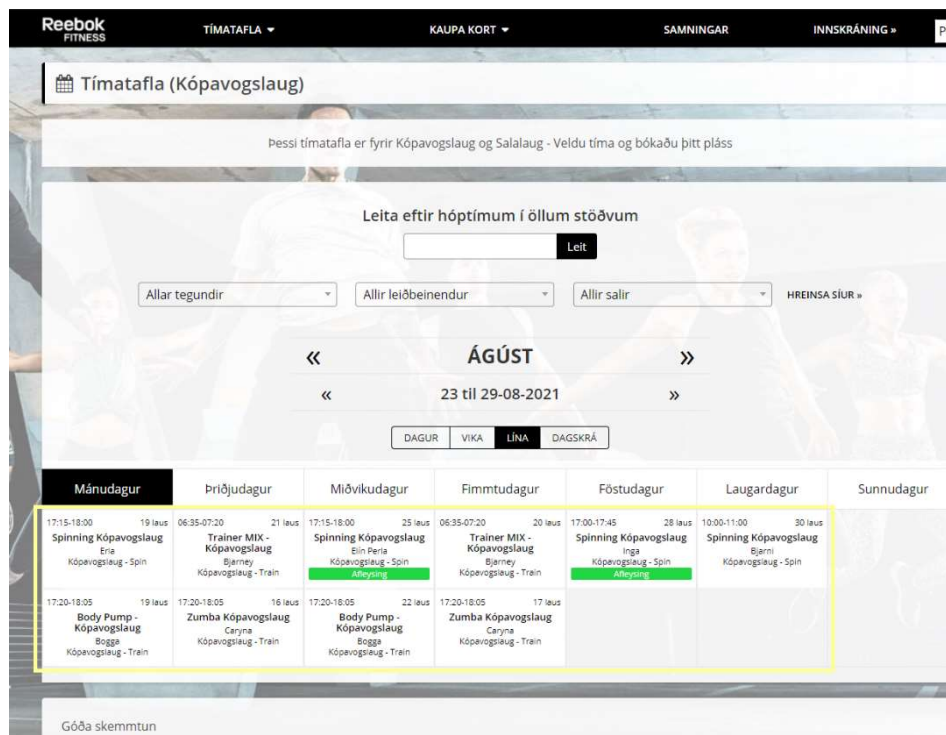 Reebok
FITNESS
TÍMATAFLA
KAUPA KORT
SAMNINGAR
INNSKRÁNING »
Tímatafla (Kópavogslaug)
Þessi tímatafla er fyrir Kópavogslaug og Salalaug - Veldu tíma og bókaðu þitt pláss
Leita eftir hóptímum í öllum stöðvum
Leit
Allar tegundir
Allir leiðbeinendur
Allir salir
HREINSA SÍUR »
« ÁGÚST »
« 23 til 29-08-2021 »
DAGUR VIKA LÍNA DAGSKRÁ
Mánudagur Þriðjudagur Miðvikudagur Fimmtudagur Föstudagur Laugardagur Sunnudagur
17:15-18:00 19 laus
Spinning Kópavogslaug
Erla
Kópavogslaug - Spin
06:35-07:20 21 laus
Trainer MIX -
Kópavogslaug
Bjarney
Kópavogslaug - Train
17:15-18:00 25 laus
Spinning Kópavogslaug
Elín Perla
Kópavogslaug - Spin
Afleysing
06:35-07:20 20 laus
Trainer MIX -
Kópavogslaug
Bjarney
Kópavogslaug - Train
17:00-17:45 28 laus
Spinning Kópavogslaug
Inga
Kópavogslaug - Spin
Afleysing
10:00-11:00 30 laus
Spinning Kópavogslaug
Bjarni
Kópavogslaug - Spin
17:20-18:05 19 laus
Body Pump -
Kópavogslaug
Bogga
Kópavogslaug - Train
17:20-18:05 16 laus
Zumba Kópavogslaug
Caryna
Kópavogslaug - Train
17:20-18:05 22 laus
Body Pump -
Kópavogslaug
Bogga
Kópavogslaug - Train
17:20-18:05 17 laus
Zumba Kópavogslaug
Caryna
Kópavogslaug - Train
Góða skemmtun